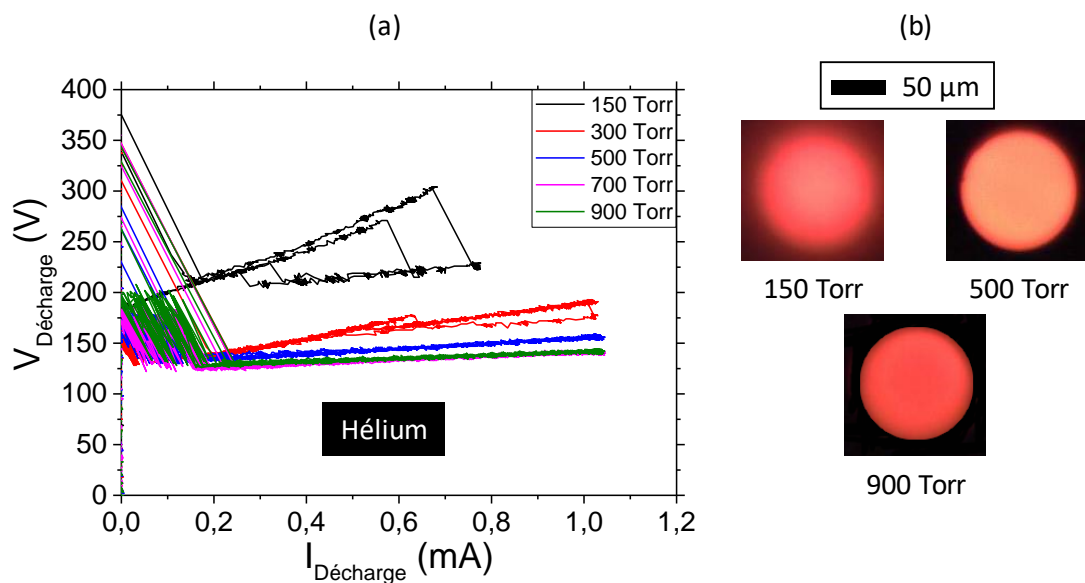 (a)
(b)
400
350
300
250
200
150
100
50
0
V_Décharge (V)
150 Torr
300 Torr
500 Torr
700 Torr
900 Torr
Hélium
0,0 0,2 0,4 0,6 0,8 1,0 1,2
I_Décharge (mA)
50 µm
150 Torr
500 Torr
900 Torr